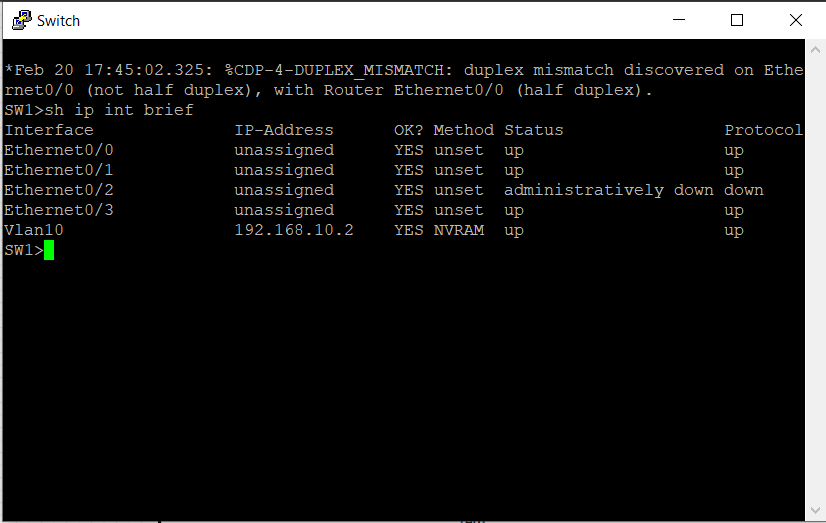 Switch
*Feb 20 17:45:02.325: %CDP-4-DUPLEX_MISMATCH: duplex mismatch discovered on Ethe
rnet0/0 (not half duplex), with Router Ethernet0/0 (half duplex).
SW1>sh ip int brief
Interface              IP-Address      OK? Method Status                Protocol
Ethernet0/0            unassigned      YES unset  up                    up
Ethernet0/1            unassigned      YES unset  up                    up
Ethernet0/2            unassigned      YES unset  administratively down down
Ethernet0/3            unassigned      YES unset  up                    up
Vlan10                 192.168.10.2    YES NVRAM  up                    up
SW1>